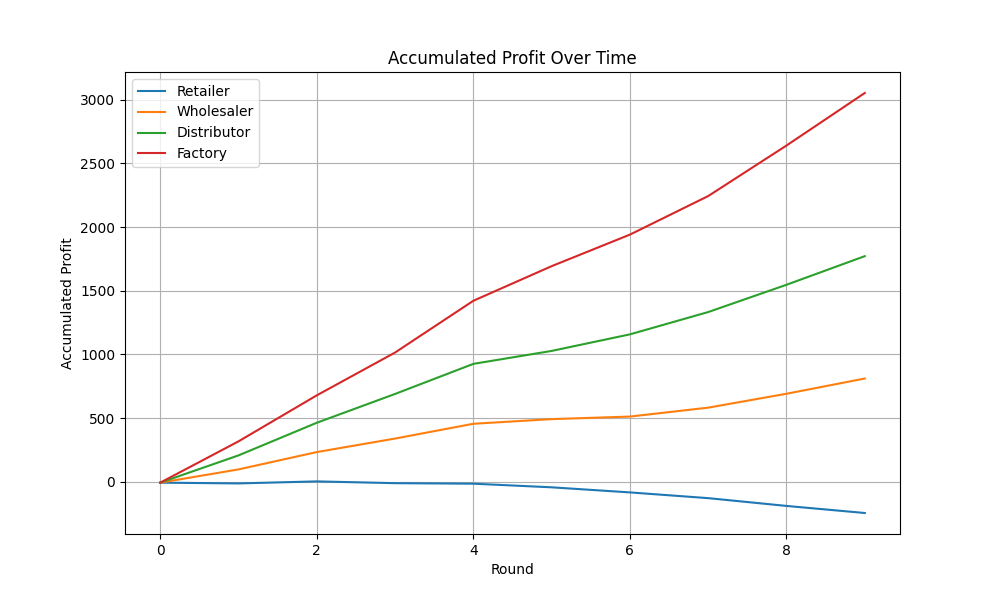 Accumulated Profit Over Time
Retailer
Wholesaler
Distributor
Factory
Accumulated Profit
3000
2500
2000
1500
1000
500
0
0 2 4 6 8
Round